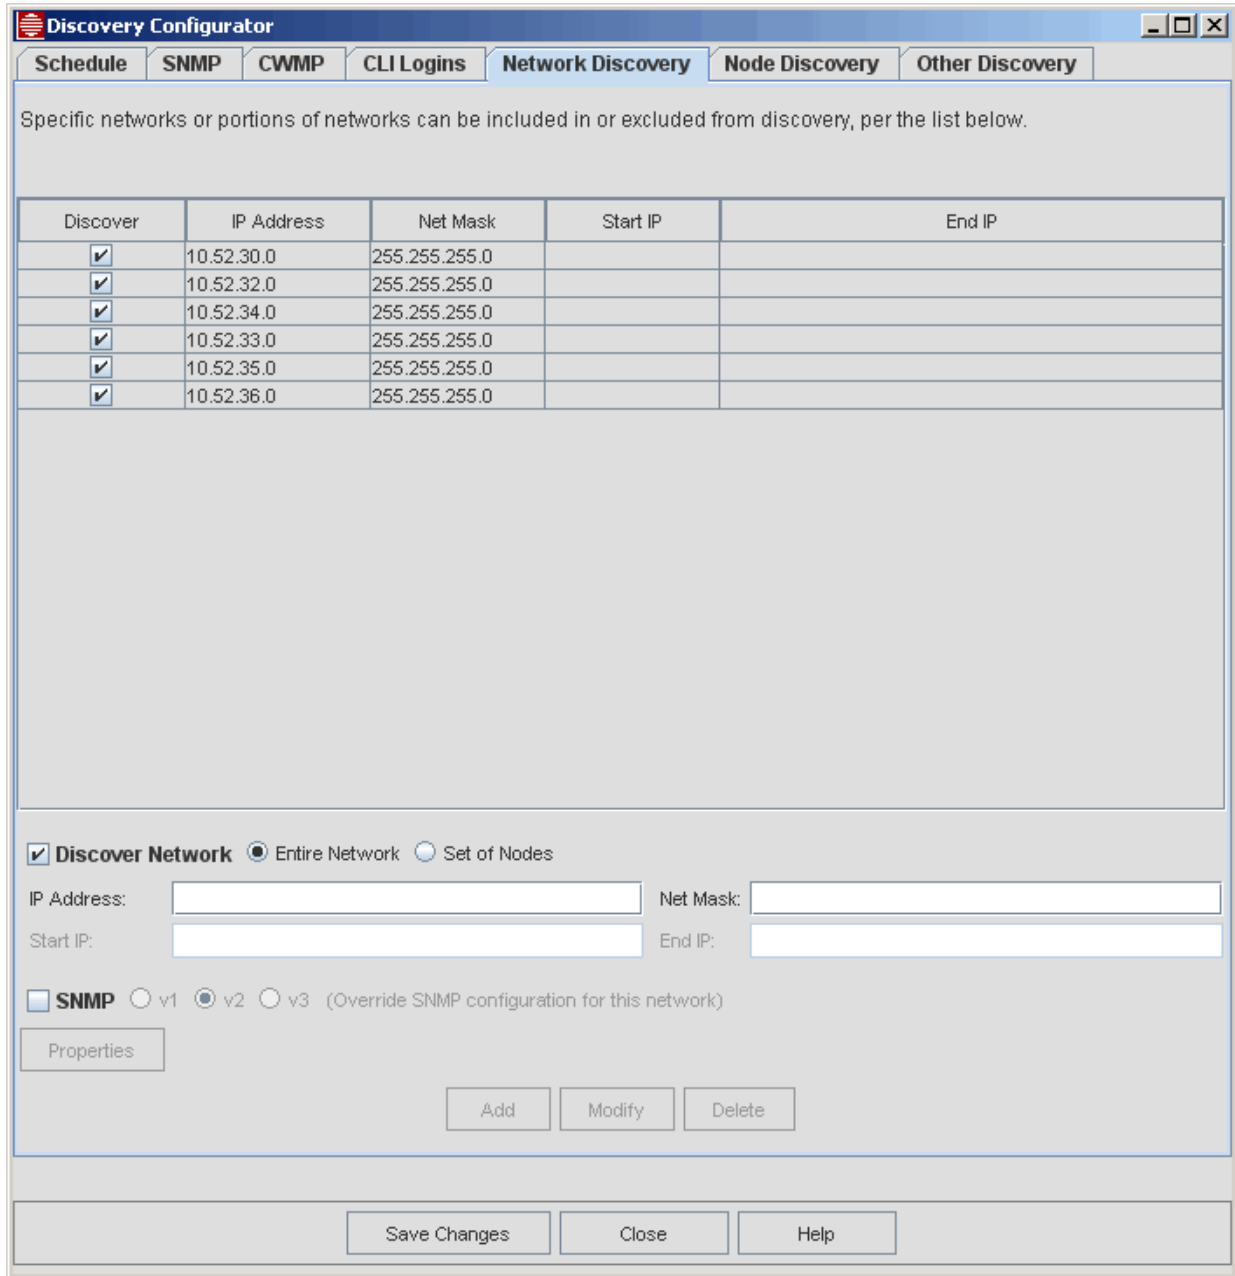 Discovery Configurator
Schedule SNMP CWMP CLI Logins Network Discovery Node Discovery Other Discovery
Specific networks or portions of networks can be included in or excluded from discovery, per the list below.
Discover IP Address Net Mask Start IP End IP
10.52.30.0 255.255.255.0
10.52.32.0 255.255.255.0
10.52.34.0 255.255.255.0
10.52.33.0 255.255.255.0
10.52.35.0 255.255.255.0
10.52.36.0 255.255.255.0
Discover Network Entire Network Set of Nodes
IP Address: Net Mask:
Start IP: End IP:
SNMP v1 v2 v3 (Override SNMP configuration for this network)
Properties
Add Modify Delete
Save Changes Close Help